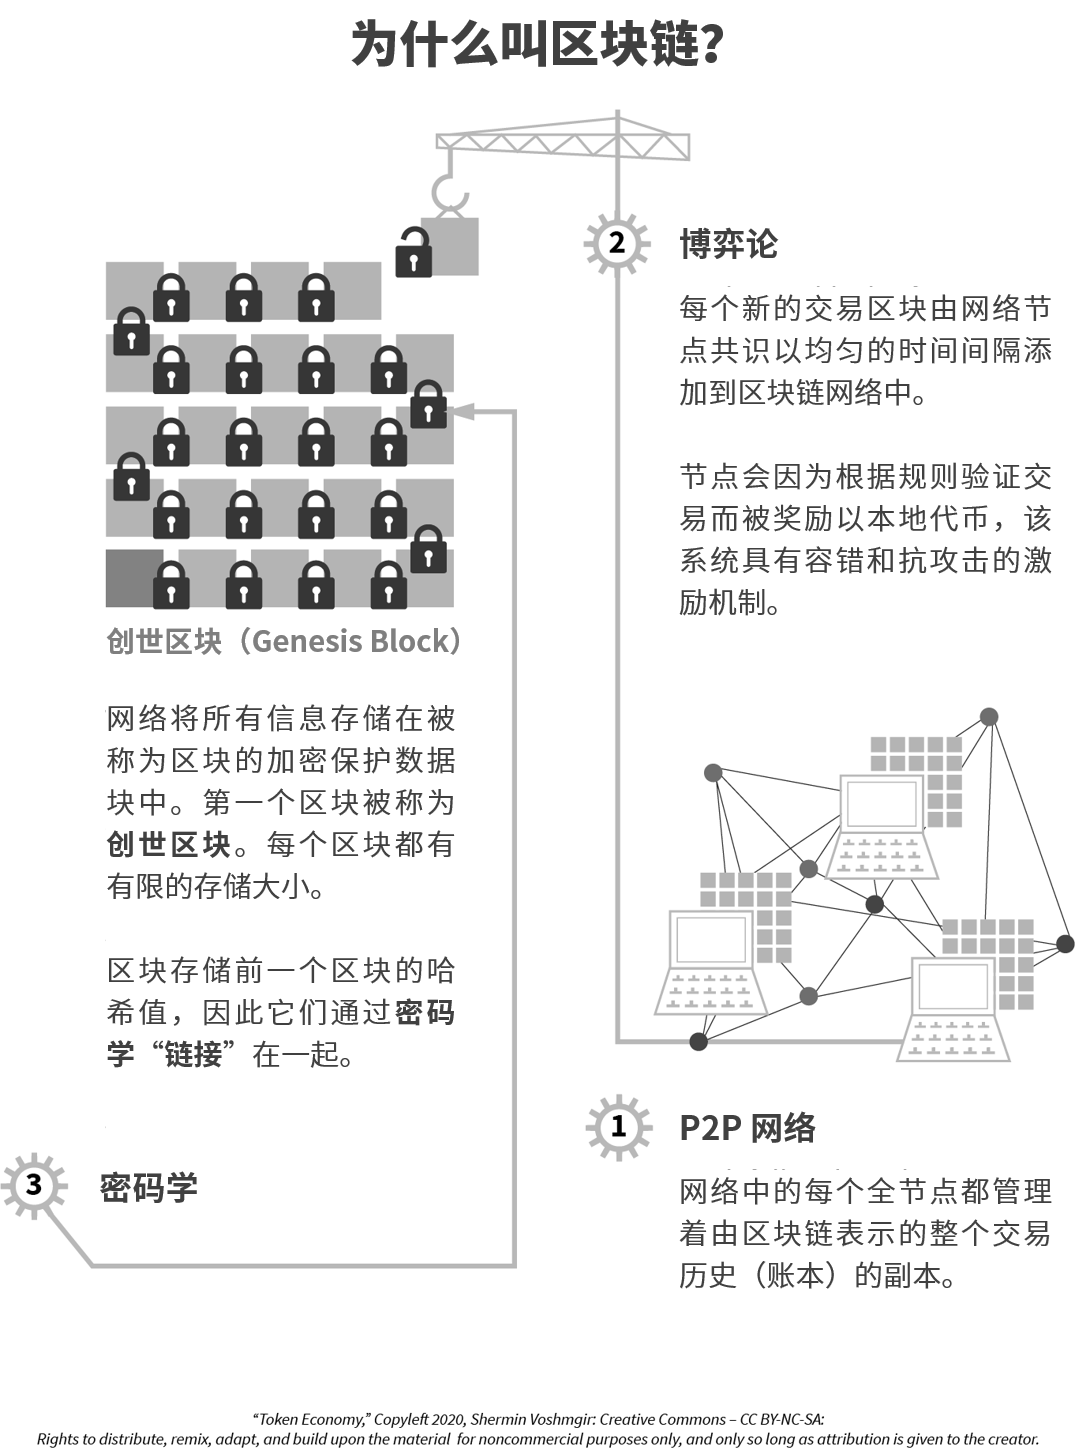 为什么叫区块链?
2
博弈论
每个新的交易区块由网络节
点共识以均匀的时间间隔添
加到区块链网络中。
节点会因为根据规则验证交
易而被奖励以本地代币，该
系统具有容错和抗攻击的激
励机制。
创世区块（Genesis Block）
网络将所有信息存储在被
称为区块的加密保护数据
块中。第一个区块被称为
创世区块。每个区块都有
有限的存储大小。
区块存储前一个区块的哈
希值，因此它们通过密码
学“链接”在一起。
3
密码学
1
P2P 网络
网络中的每个全节点都管理
着由区块链表示的整个交易
历史（账本）的副本。
“Token Economy,” Copyleft 2020, Shermin Voshmgir: Creative Commons – CC BY-NC-SA:
Rights to distribute, remix, adapt, and build upon the material for noncommercial purposes only, and only so long as attribution is given to the creator.